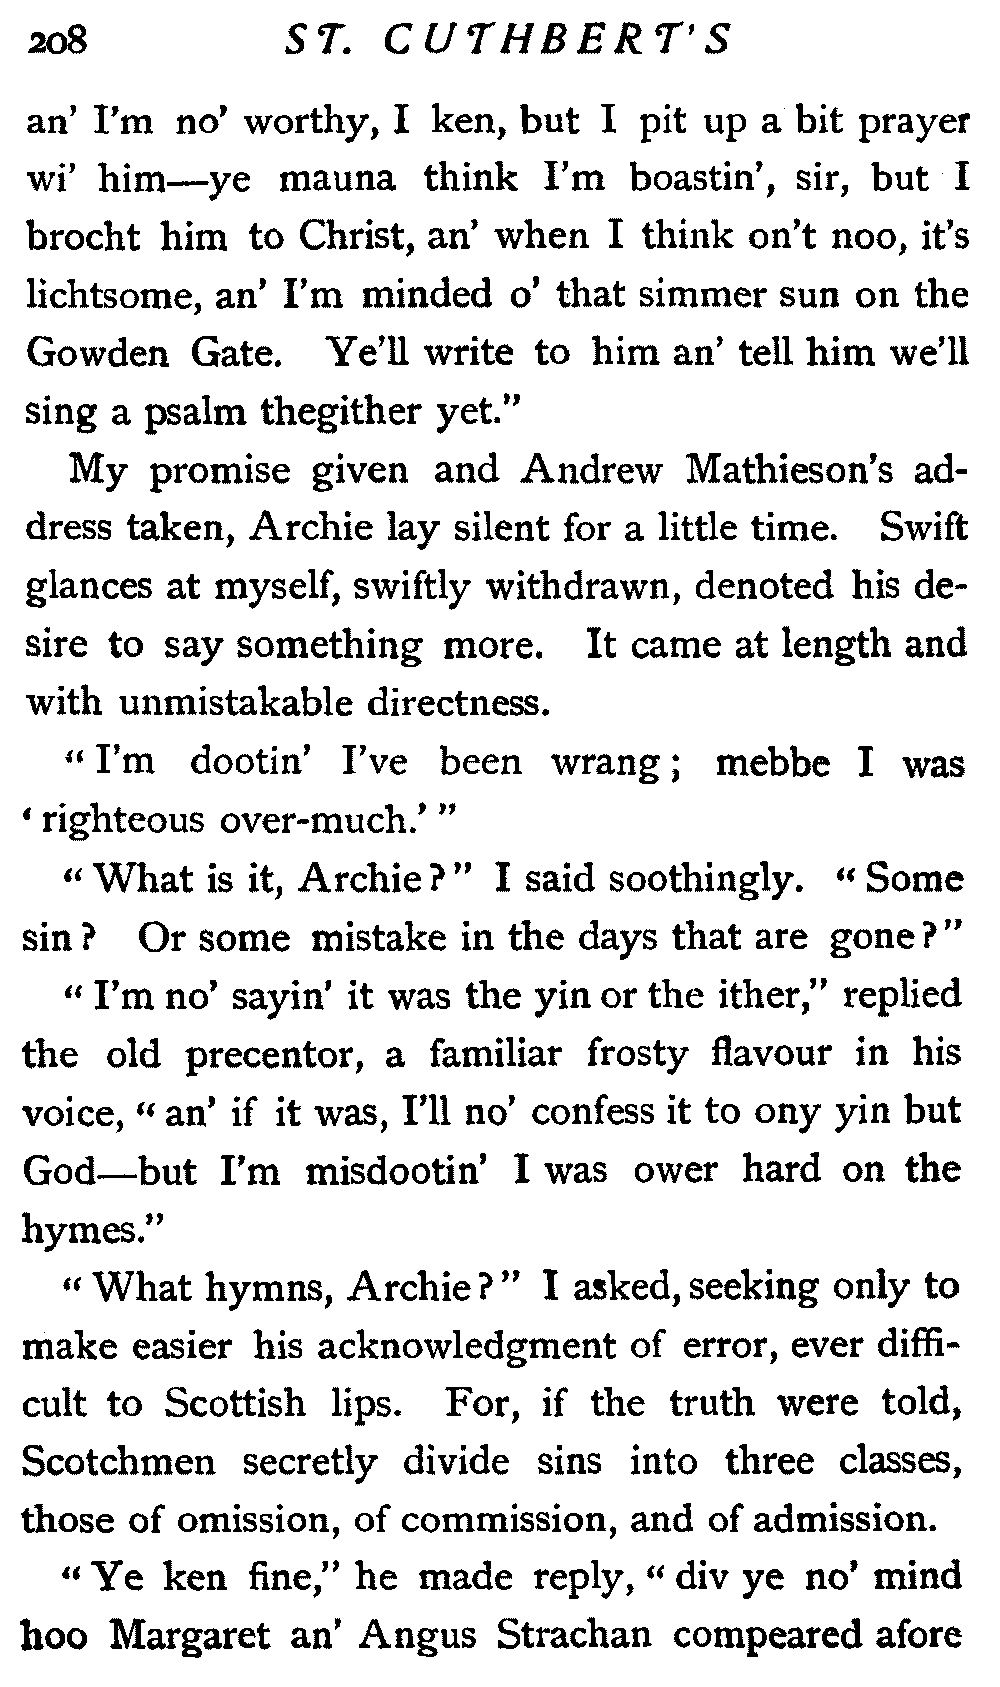 208 ST. CUTHBERT'S
an' I'm no' worthy, I ken, but I pit up a bit prayer
wi' him—ye mauna think I'm boastin', sir, but I
brocht him to Christ, an' when I think on't noo, it's
lichtsome, an' I'm minded o' that simmer sun on the
Gowden Gate. Ye'll write to him an' tell him we'll
sing a psalm thegither yet."
My promise given and Andrew Mathieson's ad-
dress taken, Archie lay silent for a little time. Swift
glances at myself, swiftly withdrawn, denoted his de-
sire to say something more. It came at length and
with unmistakable directness.
"I'm dootin' I've been wrang; mebbe I was
'righteous over-much.'"
"What is it, Archie?" I said soothingly. "Some
sin? Or some mistake in the days that are gone?"
"I'm no' sayin' it was the yin or the ither," replied
the old precentor, a familiar frosty flavour in his
voice, "an' if it was, I'll no' confess it to ony yin but
God—but I'm misdootin' I was ower hard on the
hymes."
"What hymns, Archie?" I asked, seeking only to
make easier his acknowledgment of error, ever diffi-
cult to Scottish lips. For, if the truth were told,
Scotchmen secretly divide sins into three classes,
those of omission, of commission, and of admission.
"Ye ken fine," he made reply, "div ye no' mind
hoo Margaret an' Angus Strachan compeared afore